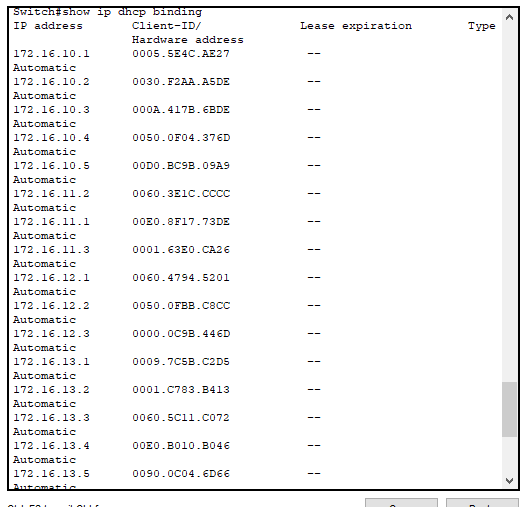 Switch#show ip dhcp binding
IP address Client-ID/ Lease expiration Type
Hardware address
172.16.10.1 0005.5E4C.AE27 --
Automatic
172.16.10.2 0030.F2AA.A5DE --
Automatic
172.16.10.3 000A.417B.6BDE --
Automatic
172.16.10.4 0050.0F04.376D --
Automatic
172.16.10.5 00D0.BC9B.09A9 --
Automatic
172.16.11.2 0060.3E1C.CCCC --
Automatic
172.16.11.1 00E0.8F17.73DE --
Automatic
172.16.11.3 0001.63E0.CA26 --
Automatic
172.16.12.1 0060.4794.5201 --
Automatic
172.16.12.2 0050.0FBB.C8CC --
Automatic
172.16.12.3 0000.0C9B.446D --
Automatic
172.16.13.1 0009.7C5B.C2D5 --
Automatic
172.16.13.2 0001.C783.B413 --
Automatic
172.16.13.3 0060.5C11.C072 --
Automatic
172.16.13.4 00E0.B010.B046 --
Automatic
172.16.13.5 0090.0C04.6D66 --
Automatic